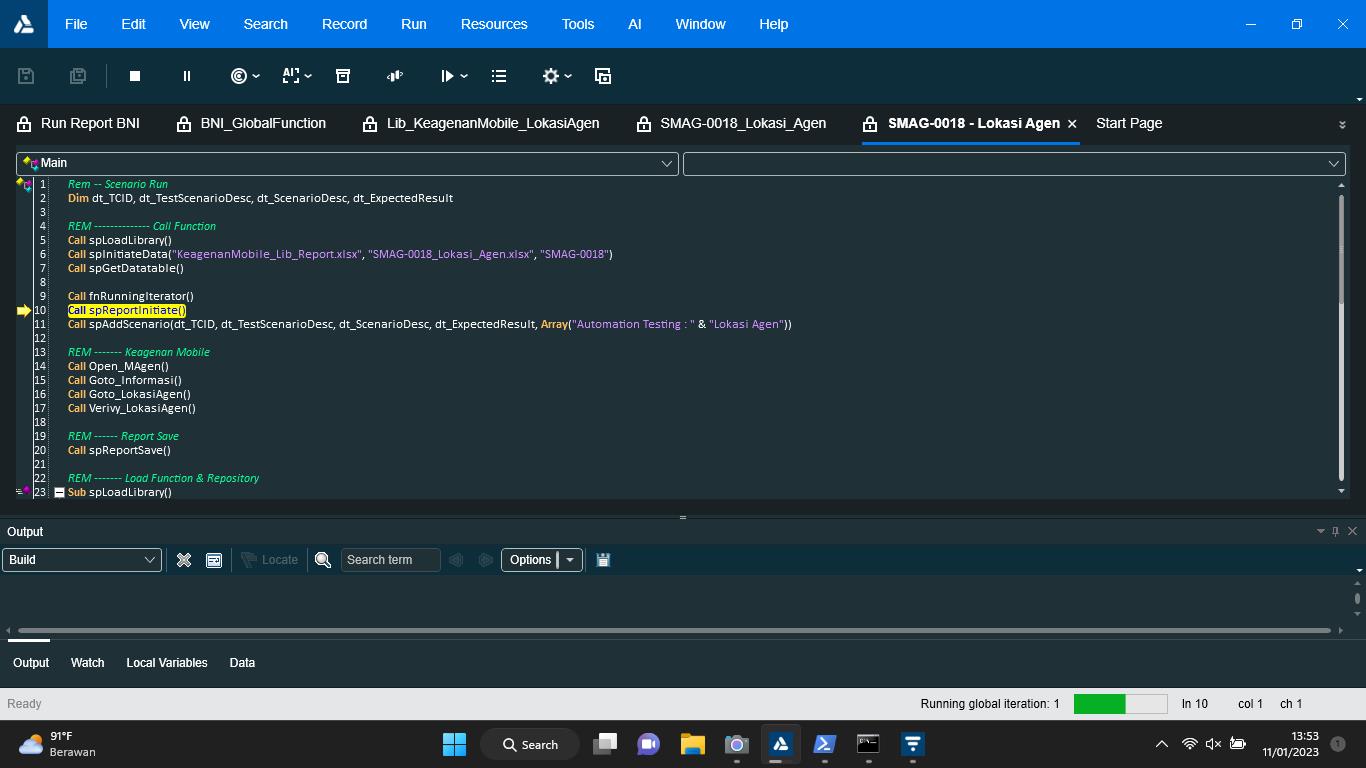 File Edit View Search Record Run Resources Tools AI Window Help
AI
Run Report BNI BNI_GlobalFunction Lib_KeagenanMobile_LokasiAgen SMAG-0018_Lokasi_Agen SMAG-0018 - Lokasi Agen × Start Page
Main
1 Rem -- Scenario Run
2 Dim dt_TCID, dt_TestScenarioDesc, dt_ScenarioDesc, dt_ExpectedResult
3
4 REM -------------- Call Function
5 Call spLoadLibrary()
6 Call spInitiateData("KeagenanMobile_Lib_Report.xlsx", "SMAG-0018_Lokasi_Agen.xlsx", "SMAG-0018")
7 Call spGetDatatable()
8
9 Call fnRunningIterator()
10 Call spReportInitiate()
11 Call spAddScenario(dt_TCID, dt_TestScenarioDesc, dt_ScenarioDesc, dt_ExpectedResult, Array("Automation Testing : " & "Lokasi Agen"))
12
13 REM ------- Keagenan Mobile
14 Call Open_MAgen()
15 Call Goto_Informasi()
16 Call Goto_LokasiAgen()
17 Call Verivy_LokasiAgen()
18
19 REM ------ Report Save
20 Call spReportSave()
21
22 REM ------- Load Function & Repository
23 Sub spLoadLibrary()
Output
Build Locate Search term Options
Output Watch Local Variables Data
Ready Running global iteration: 1 ln 10 col 1 ch 1
91°F
Berawan
Search
13:53
11/01/2023
1